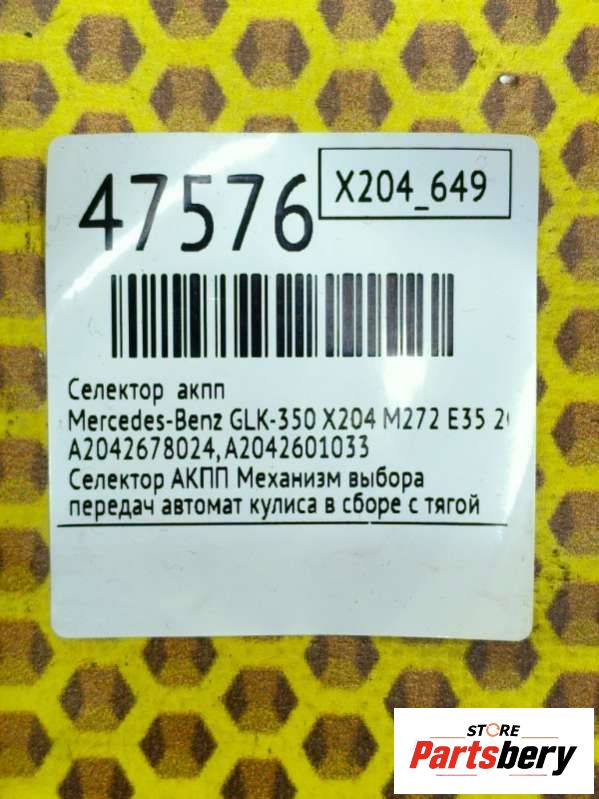 47576
X204_649
Селектор акпп
Mercedes-Benz GLK-350 X204 M272 E35
A2042678024, A2042601033
Селектор АКПП Механизм выбора
передач автомат кулиса в сборе с тягой
STORE
Partsbery